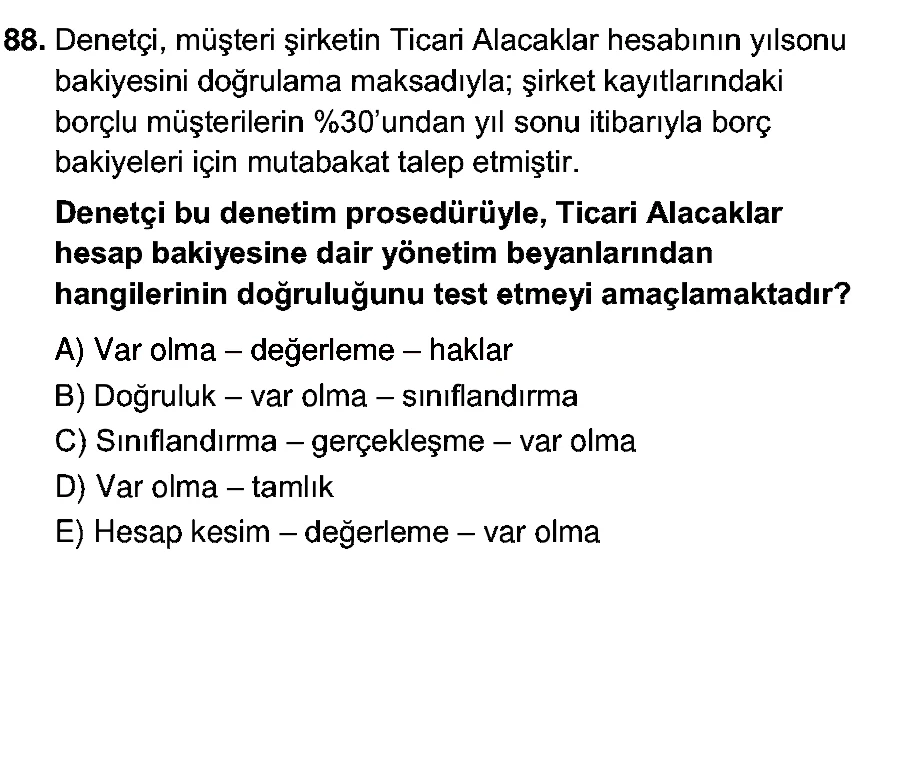 88. Denetçi, müşteri şirketin Ticari Alacaklar hesabının yılsonu
bakiyesini doğrulama maksadıyla; şirket kayıtlarındaki
borçlu müşterilerin %30’undan yıl sonu itibarıyla borç
bakiyeleri için mutabakat talep etmiştir.
Denetçi bu denetim prosedürüyle, Ticari Alacaklar
hesap bakiyesine dair yönetim beyanlarından
hangilerinin doğruluğunu test etmeyi amaçlamaktadır?
A) Var olma – değerleme – haklar
B) Doğruluk – var olma – sınıflandırma
C) Sınıflandırma – gerçekleşme – var olma
D) Var olma – tamlık
E) Hesap kesim – değerleme – var olma